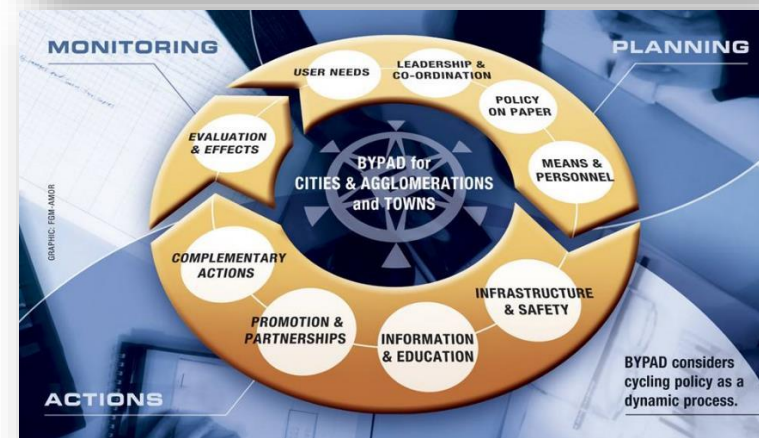 MONITORING
PLANNING
USER NEEDS
LEADERSHIP &
CO-ORDINATION
POLICY
ON PAPER
MEANS &
PERSONNEL
EVALUATION
& EFFECTS
BYPAD for
CITIES & AGGLOMERATIONS
and TOWNS
GRAPHIC: FGM-AMOR
COMPLEMENTARY
ACTIONS
PROMOTION &
PARTNERSHIPS
INFORMATION
& EDUCATION
INFRASTRUCTURE
& SAFETY
ACTIONS
BYPAD considers
cycling policy as a
dynamic process.